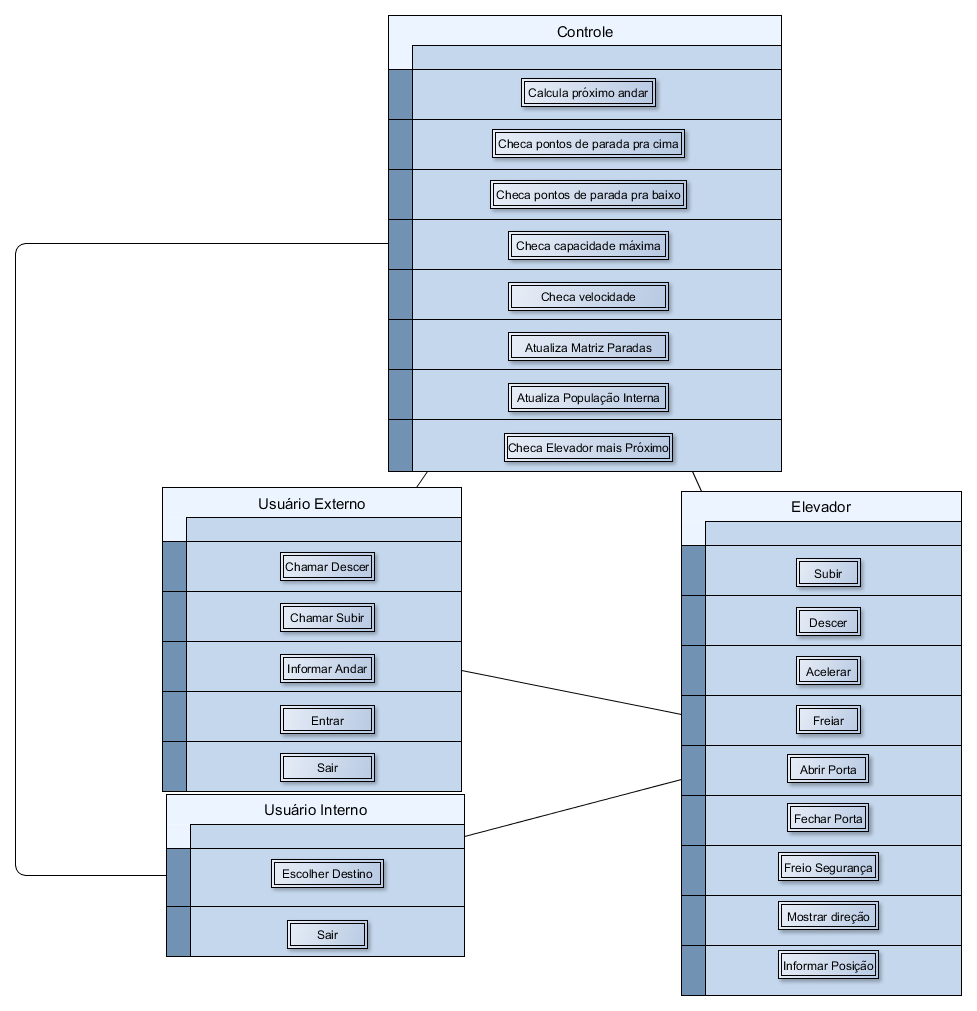 Controle
Calcula próximo andar
Checa pontos de parada pra cima
Checa pontos de parada pra baixo
Checa capacidade máxima
Checa velocidade
Atualiza Matriz Paradas
Atualiza População Interna
Checa Elevador mais Próximo
Usuário Externo
Chamar Descer
Chamar Subir
Informar Andar
Entrar
Sair
Usuário Interno
Escolher Destino
Sair
Elevador
Subir
Descer
Acelerar
Freiar
Abrir Porta
Fechar Porta
Freio Segurança
Mostrar direção
Informar Posição